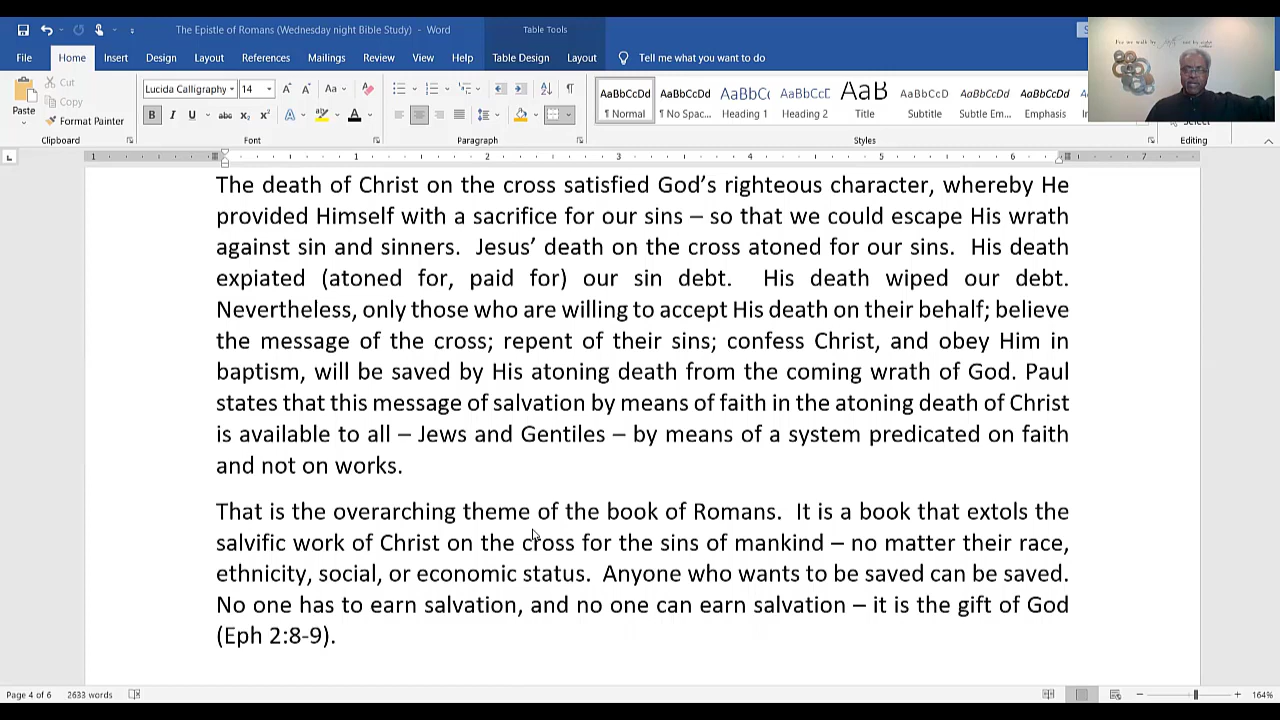 The Epistle of Romans (Wednesday night Bible Study) - Word
Table Tools
File Home Insert Design Layout References Mailings Review View Help Table Design Layout Tell me what you want to do
Cut
Copy
Paste
Format Painter
Clipboard
Lucida Calligraphy 14
Font
Paragraph
AaBbCcDd AaBbCcDd AaBbC AaBbCcD AaB AaBbCcD AaBbCcDd AaBbCcDd
¶ Normal ¶ No Spac... Heading 1 Heading 2 Title Subtitle Subtle Em... Emphasis
Styles
Editing
1 1 2 3 4 5 6 7
The death of Christ on the cross satisfied God's righteous character, whereby He
provided Himself with a sacrifice for our sins – so that we could escape His wrath
against sin and sinners. Jesus' death on the cross atoned for our sins. His death
expiated (atoned for, paid for) our sin debt. His death wiped our debt.
Nevertheless, only those who are willing to accept His death on their behalf; believe
the message of the cross; repent of their sins; confess Christ, and obey Him in
baptism, will be saved by His atoning death from the coming wrath of God. Paul
states that this message of salvation by means of faith in the atoning death of Christ
is available to all – Jews and Gentiles – by means of a system predicated on faith
and not on works.
That is the overarching theme of the book of Romans. It is a book that extols the
salvific work of Christ on the cross for the sins of mankind – no matter their race,
ethnicity, social, or economic status. Anyone who wants to be saved can be saved.
No one has to earn salvation, and no one can earn salvation – it is the gift of God
(Eph 2:8-9).
Page 4 of 6 2633 words 164%